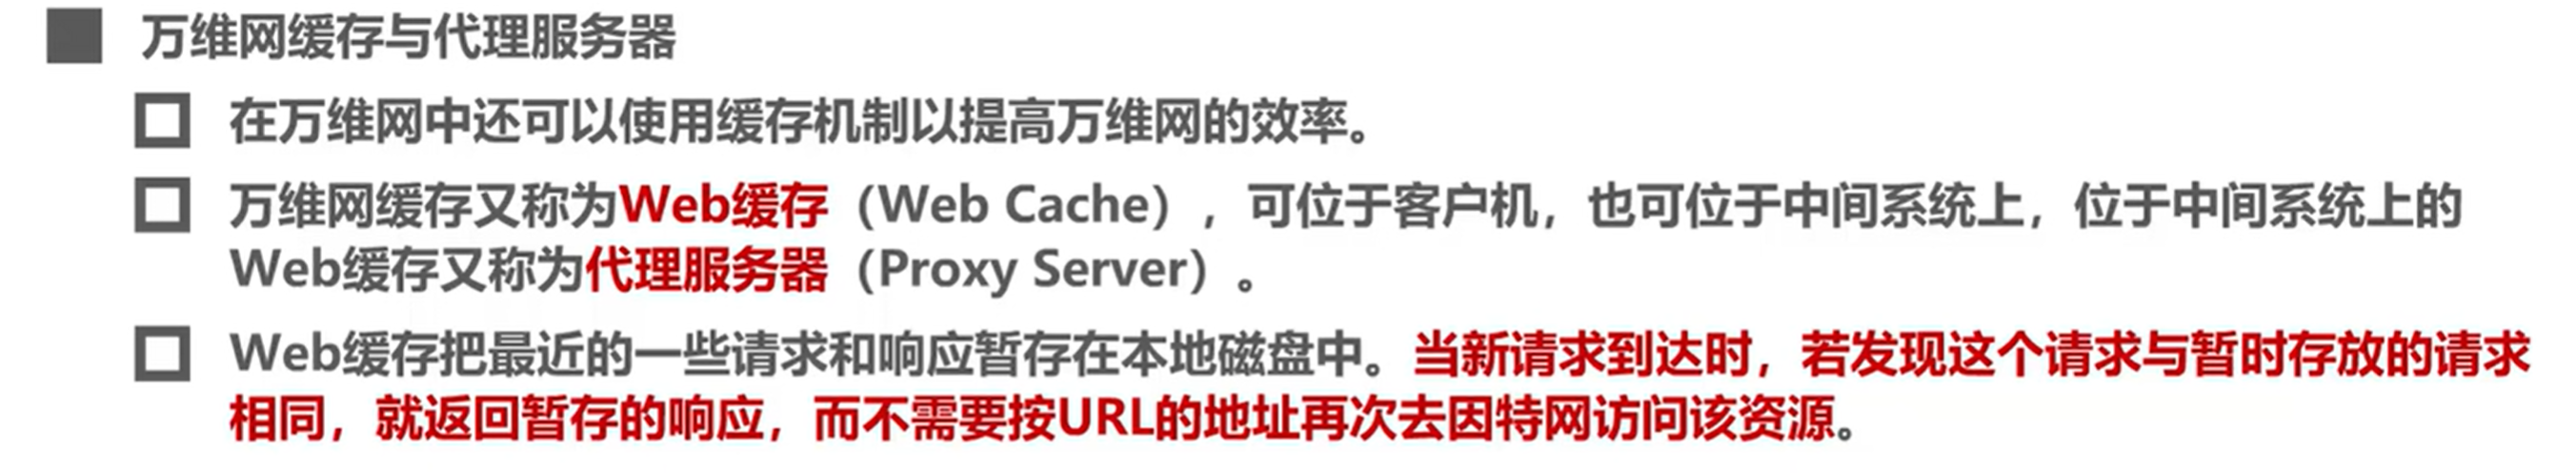 万维网缓存与代理服务器
在万维网中还可以使用缓存机制以提高万维网的效率。
万维网缓存又称为Web缓存（Web Cache），可位于客户机，也可位于中间系统上，位于中间系统上的
Web缓存又称为代理服务器（Proxy Server）。
Web缓存把最近的一些请求和响应暂存在本地磁盘中。当新请求到达时，若发现这个请求与暂时存放的请求
相同，就返回暂存的响应，而不需要按URL的地址再次去因特网访问该资源。